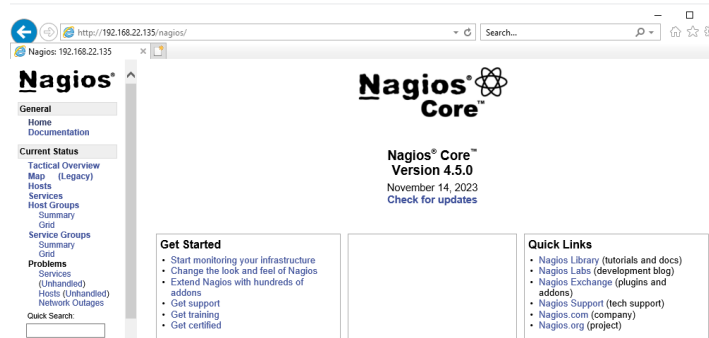 http://192.168.22.135/nagios/
Search...
Nagios: 192.168.22.135
Nagios®
General
Home
Documentation
Current Status
Tactical Overview
Map (Legacy)
Hosts
Services
Host Groups
Summary
Grid
Service Groups
Summary
Grid
Problems
Services
(Unhandled)
Hosts (Unhandled)
Network Outages
Quick Search:
Nagios®
Core™
Nagios® Core™
Version 4.5.0
November 14, 2023
Check for updates
Get Started
• Start monitoring your infrastructure
• Change the look and feel of Nagios
• Extend Nagios with hundreds of
addons
• Get support
• Get training
• Get certified
Quick Links
• Nagios Library (tutorials and docs)
• Nagios Labs (development blog)
• Nagios Exchange (plugins and
addons)
• Nagios Support (tech support)
• Nagios.com (company)
• Nagios.org (project)